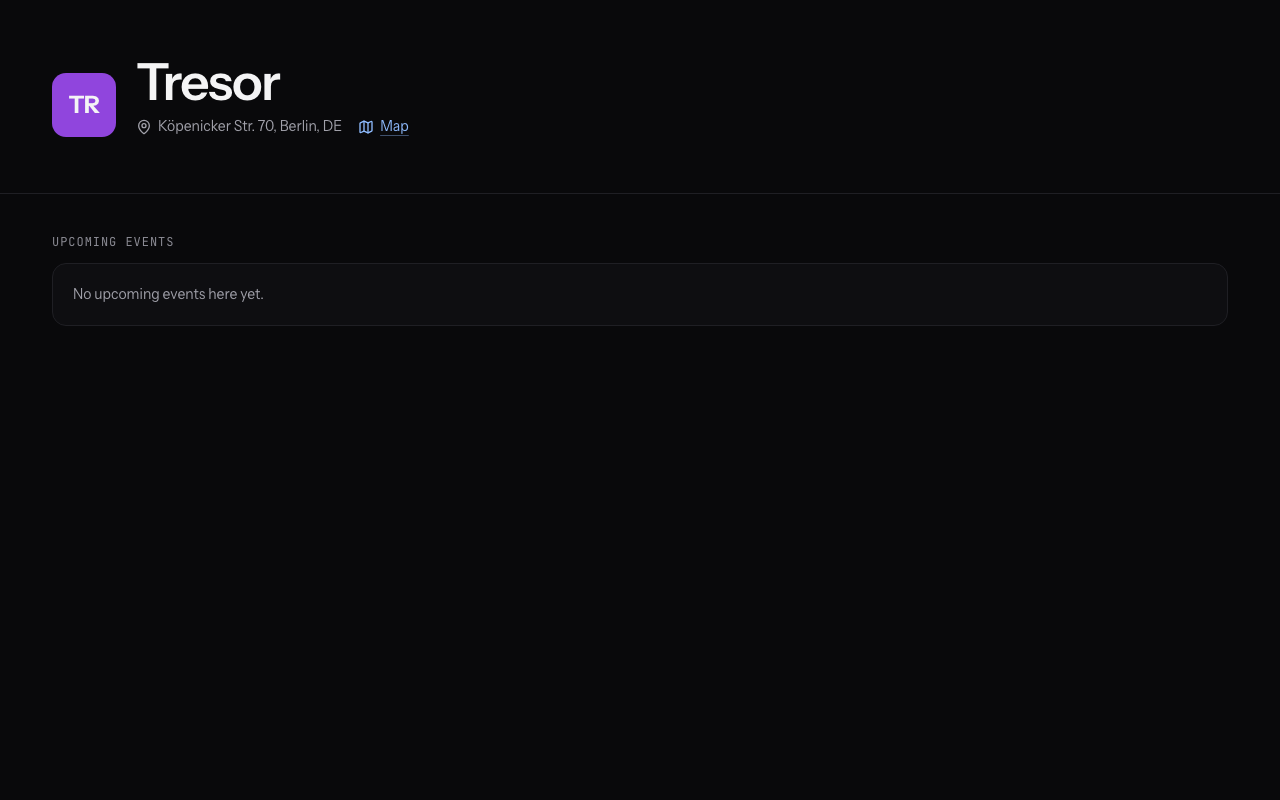 TR
Tresor
Köpenicker Str. 70, Berlin, DE Map
UPCOMING EVENTS
No upcoming events here yet.